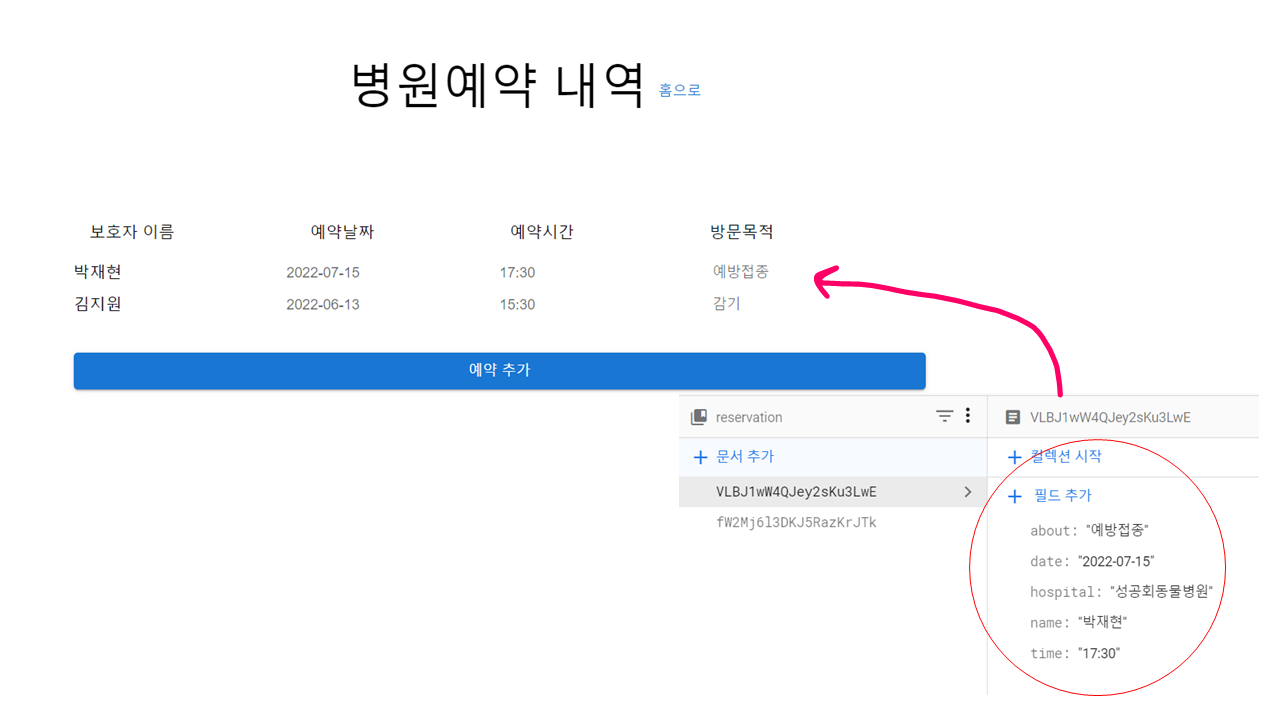 병원예약 내역 홈으로
보호자 이름 예약날짜 예약시간 방문목적
박재현 2022-07-15 17:30 예방접종
김지원 2022-06-13 15:30 감기
예약 추가
reservation
문서 추가
VLBJ1wW4QJey2sKu3LwE
fW2Mj6l3DKJ5RazKrJTk
VLBJ1wW4QJey2sKu3LwE
컬렉션 시작
필드 추가
about: "예방접종"
date: "2022-07-15"
hospital: "성공회동물병원"
name: "박재현"
time: "17:30"